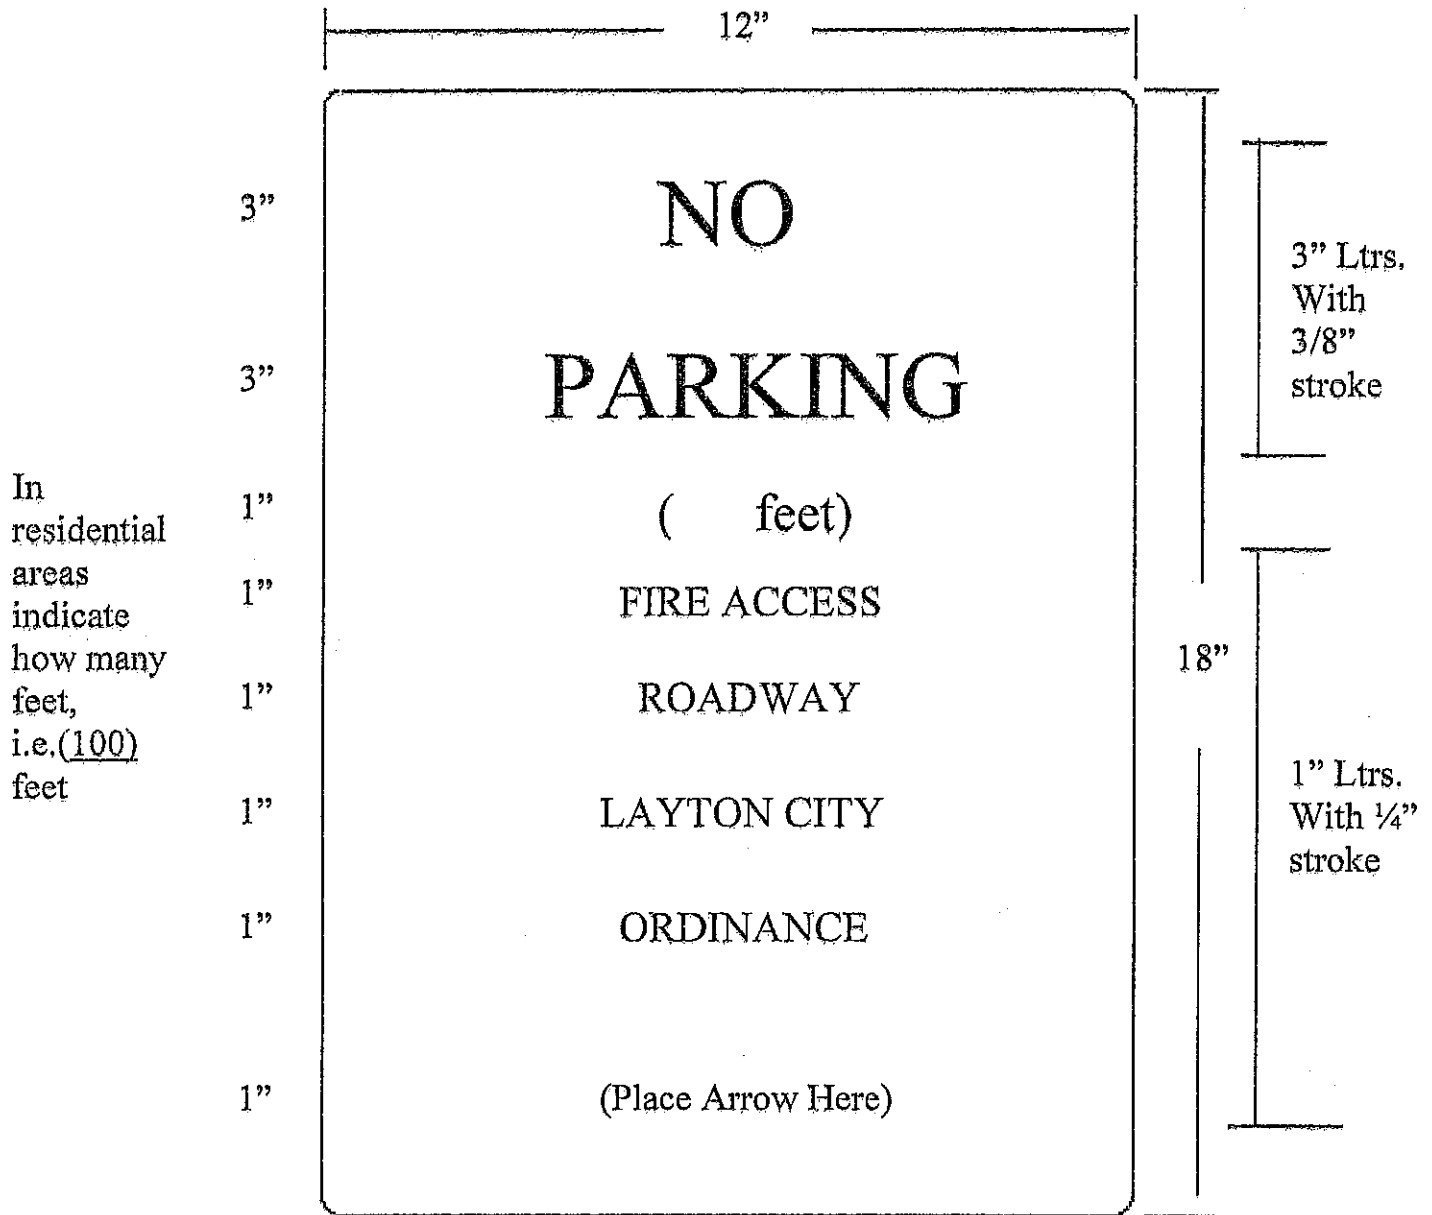 12”
3”
NO
3”
PARKING
1”
( feet)
1”
FIRE ACCESS
1”
ROADWAY
1”
LAYTON CITY
1”
ORDINANCE
1”
(Place Arrow Here)
In
residential
areas
indicate
how many
feet,
i.e.(100)
feet
18”
3” Ltrs.
With
3/8”
stroke
1” Ltrs.
With ¼”
stroke